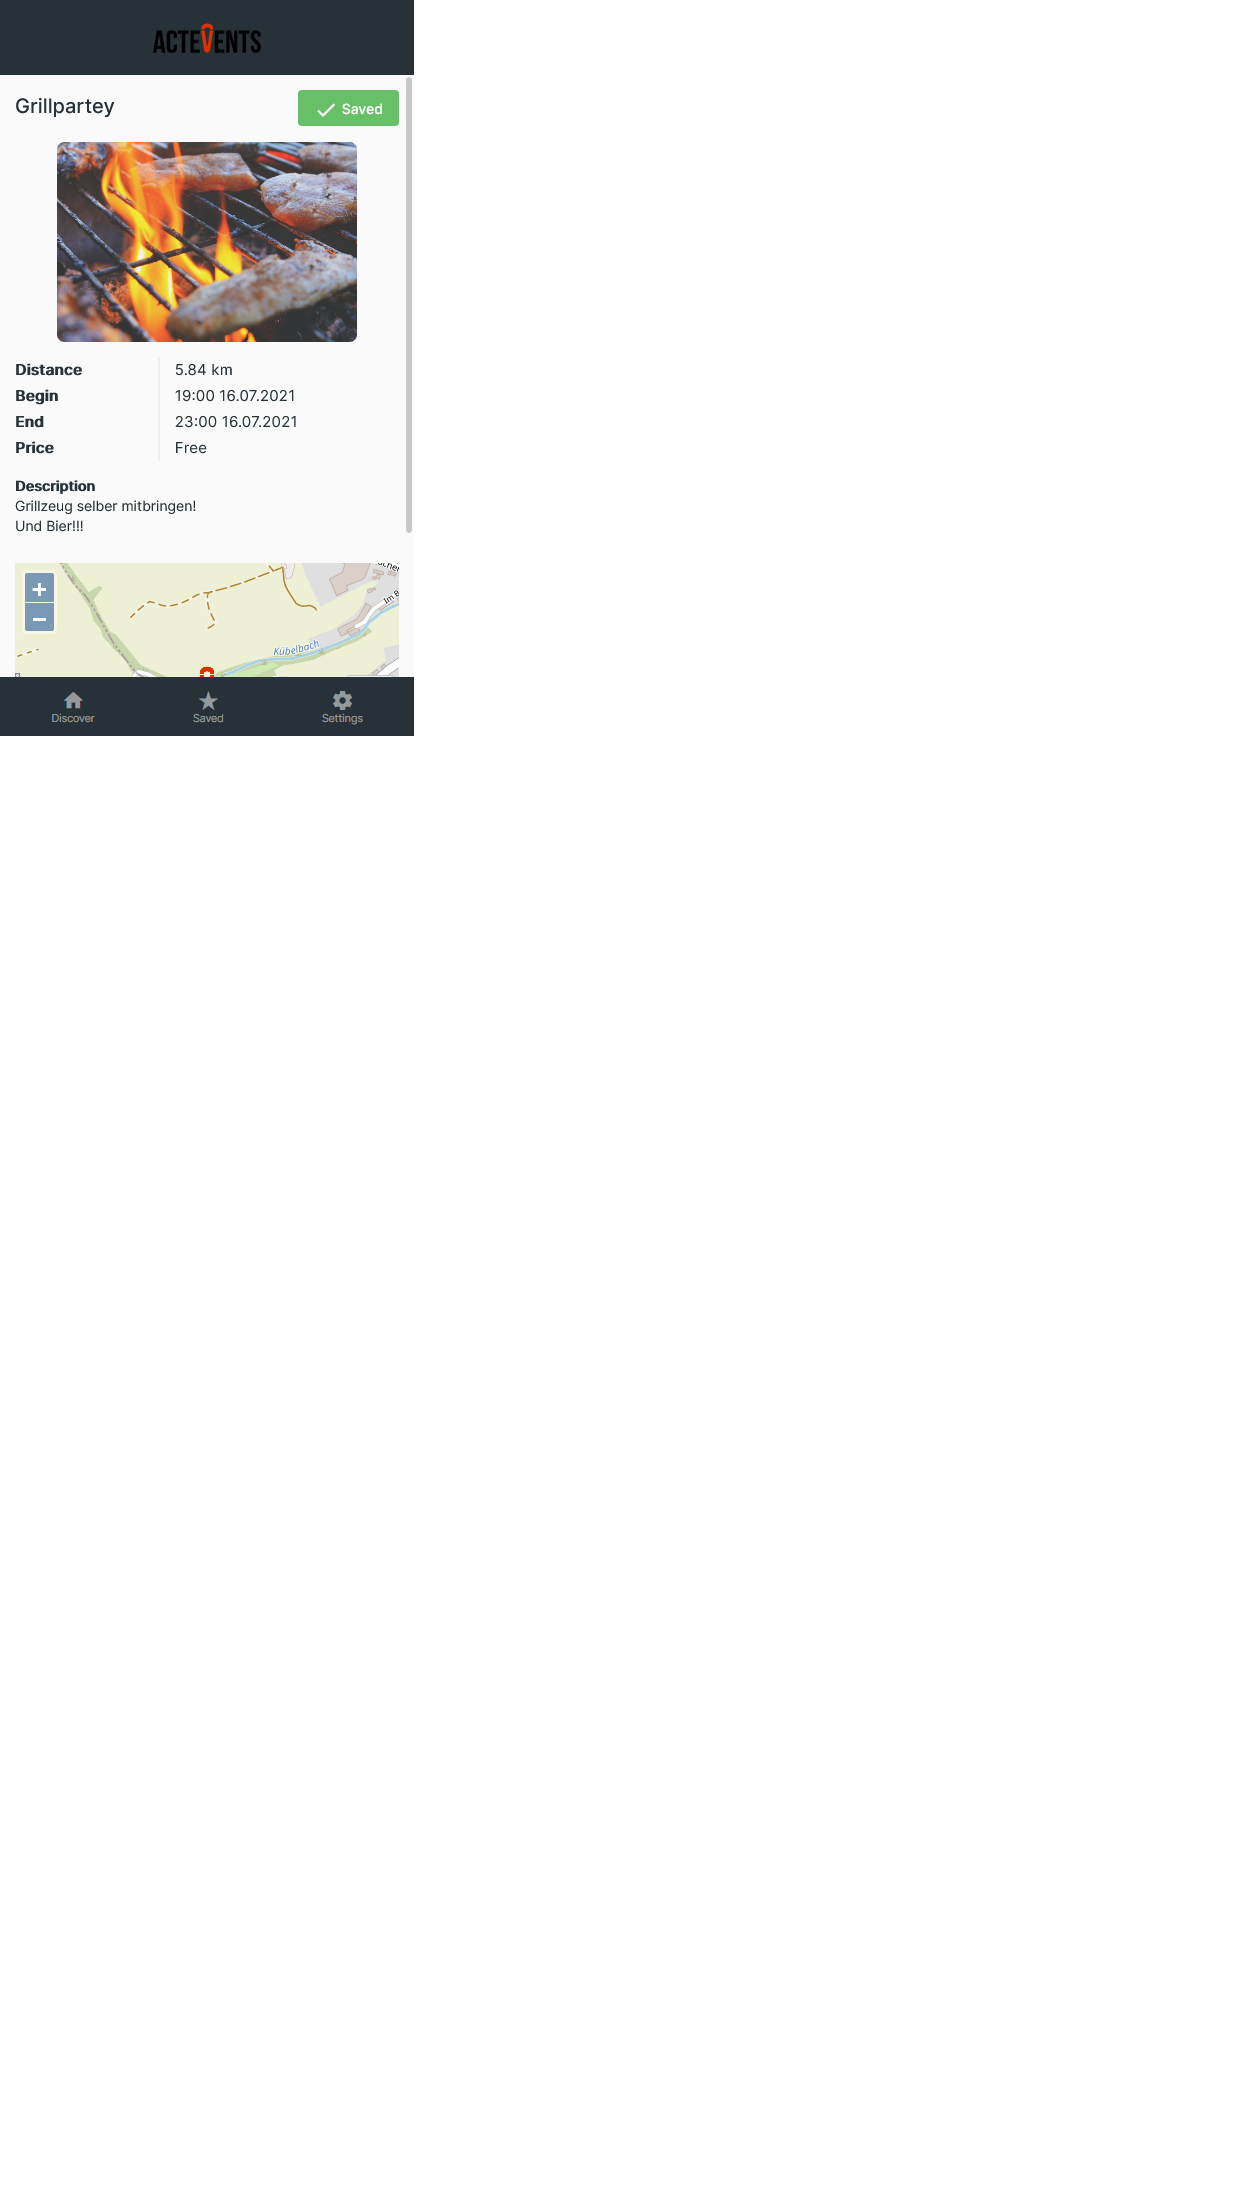 ACTEVENTS
Grillpartey
Saved
Distance 5.84 km
Begin 19:00 16.07.2021
End 23:00 16.07.2021
Price Free
Description
Grillzeug selber mitbringen!
Und Bier!!!
+
−
Im
Kübelbach
Discover Saved Settings